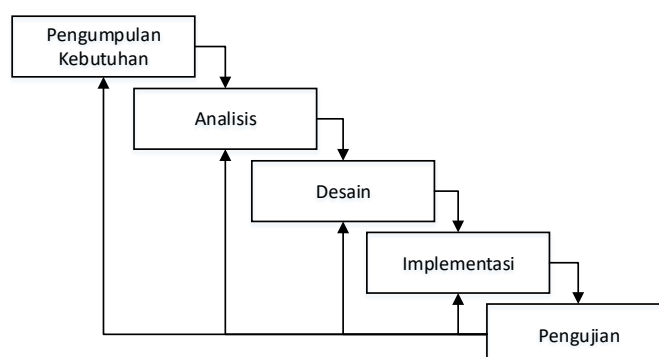 Pengumpulan
Kebutuhan
Analisis
Desain
Implementasi
Pengujian